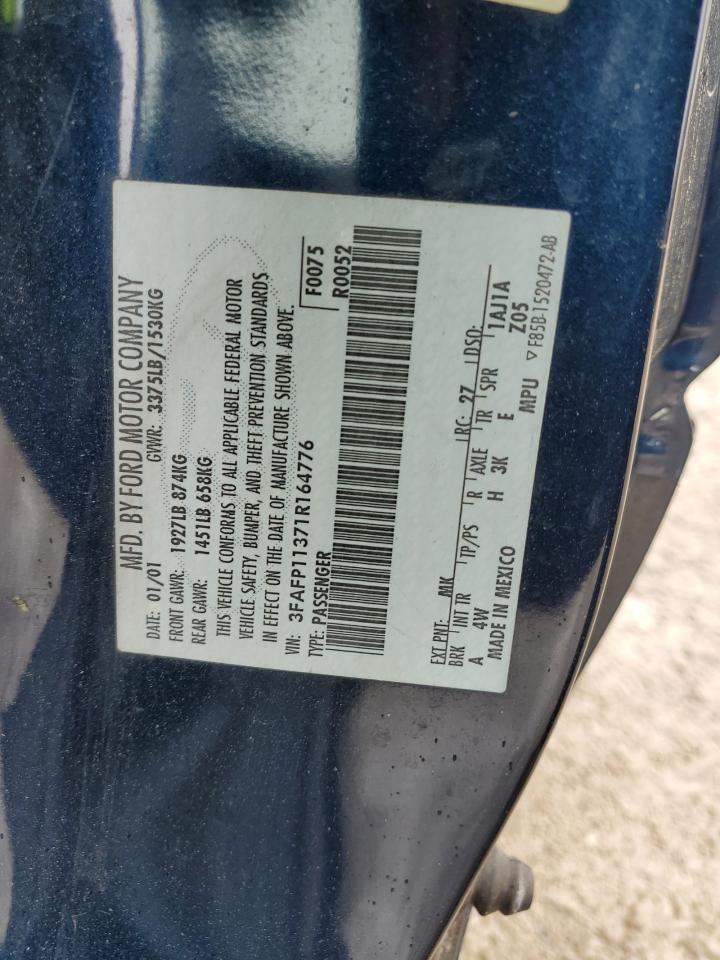 MFD. BY FORD MOTOR COMPANY
DATE: 01/01 GVWR: 3375LB/1530KG
FRONT GAWR: 1927LB 874KG
REAR GAWR: 1451LB 658KG
THIS VEHICLE CONFORMS TO ALL APPLICABLE FEDERAL MOTOR
VEHICLE SAFETY, BUMPER, AND THEFT PREVENTION STANDARDS
IN EFFECT ON THE DATE OF MANUFACTURE SHOWN ABOVE.
VIN: 3FAFP11371R164776
TYPE: PASSENGER
F0075
R0052
EXT PNT: MK RC: 27 DSO:
BRK INT TR TP/PS R AXLE TR SPR 1AJ1A
A 4W H 3K E Z05
MADE IN MEXICO MPU ▽F85B-1520472-AB